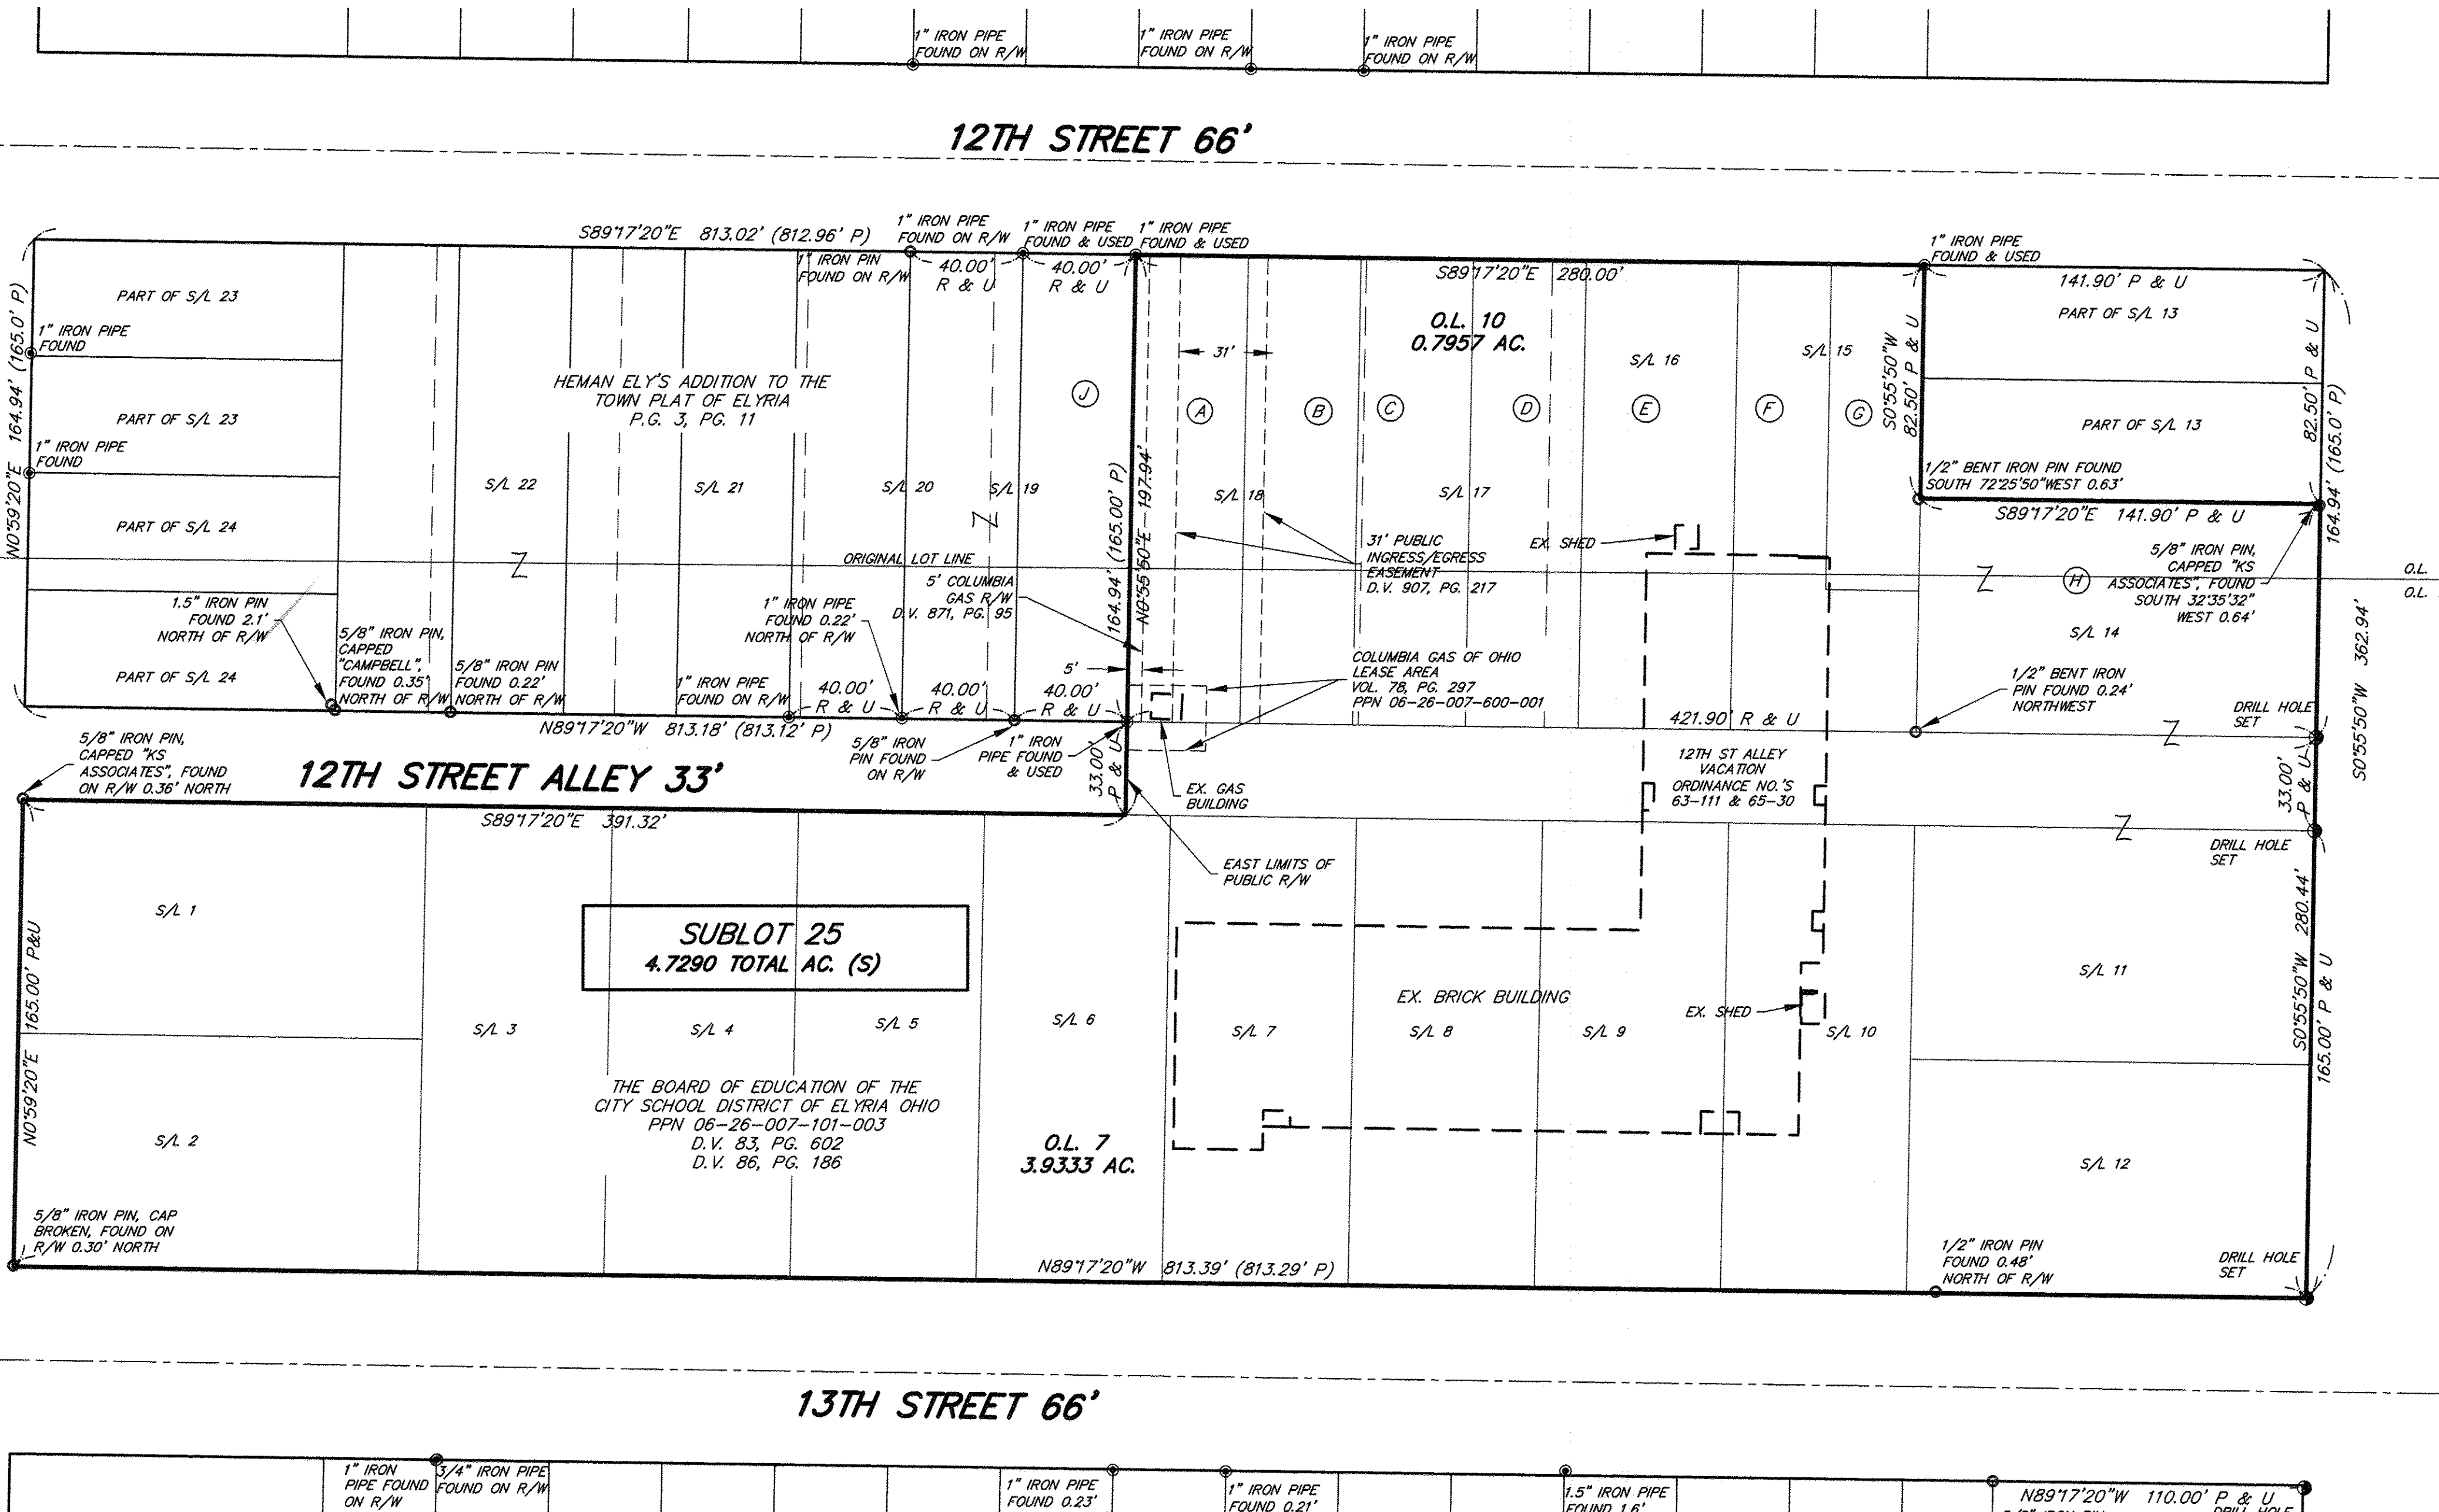 1" IRON PIPE
FOUND ON R/W
1" IRON PIPE
FOUND ON R/W
1" IRON PIPE
FOUND ON R/W
12TH STREET 66'
S89°17'20"E 813.02' (812.96' P)
1" IRON PIPE
FOUND ON R/W
1" IRON PIPE
FOUND & USED
1" IRON PIPE
FOUND & USED
1" IRON PIPE
FOUND & USED
1" IRON PIN
FOUND ON R/W
40.00'
R & U
40.00'
R & U
S89°17'20"E 280.00'
141.90' P & U
PART OF S/L 23
PART OF S/L 13
N0°59'20"E 164.94' (165.0' P)
1" IRON PIPE
FOUND
O.L. 10
0.7957 AC.
31'
S/L 16
S/L 15
S0°55'50"W
82.50' P & U
82.50' P & U
HEMAN ELY'S ADDITION TO THE
TOWN PLAT OF ELYRIA
P.G. 3, PG. 11
J
A
B
C
D
E
F
G
PART OF S/L 23
PART OF S/L 13
1" IRON PIPE
FOUND
1/2" BENT IRON PIN FOUND
SOUTH 72°25'50"WEST 0.63'
S/L 22
S/L 21
S/L 20
S/L 19
S/L 18
S/L 17
164.94' (165.00' P)
N0°55'50"E 197.94'
S89°17'20"E 141.90' P & U
164.94' (165.0' P)
PART OF S/L 24
31' PUBLIC
INGRESS/EGRESS
EASEMENT
D.V. 907, PG. 217
EX. SHED
5/8" IRON PIN,
CAPPED "KS
ASSOCIATES", FOUND
SOUTH 32°35'32"
WEST 0.64'
H
O.L.
O.L.
ORIGINAL LOT LINE
5' COLUMBIA
GAS R/W
D.V. 871, PG. 95
1.5" IRON PIN
FOUND 2.1'
NORTH OF R/W
1" IRON PIPE
FOUND 0.22'
NORTH OF R/W
S/L 14
PART OF S/L 24
5/8" IRON PIN,
CAPPED
"CAMPBELL",
FOUND 0.35'
NORTH OF R/W
5/8" IRON PIN
FOUND 0.22'
NORTH OF R/W
1" IRON PIPE
FOUND ON R/W
40.00'
R & U
40.00'
R & U
40.00'
R & U
5'
COLUMBIA GAS OF OHIO
LEASE AREA
VOL. 78, PG. 297
PPN 06-26-007-600-001
1/2" BENT IRON
PIN FOUND 0.24'
NORTHWEST
S0°55'50"W 362.94'
DRILL HOLE
SET
421.90' R & U
N89°17'20"W 813.18' (813.12' P)
5/8" IRON PIN,
CAPPED "KS
ASSOCIATES", FOUND
ON R/W 0.36' NORTH
12TH STREET ALLEY 33'
5/8" IRON
PIN FOUND
ON R/W
1" IRON
PIPE FOUND
& USED
33.00'
P & U
EX. GAS
BUILDING
12TH ST ALLEY
VACATION
ORDINANCE NO.'S
63-111 & 65-30
33.00'
P & U
S89°17'20"E 391.32'
DRILL HOLE
SET
EAST LIMITS OF
PUBLIC R/W
S/L 1
SUBLOT 25
4.7290 TOTAL AC. (S)
N0°59'20"E 165.00' P&U
EX. BRICK BUILDING
EX. SHED
S0°55'50"W 280.44'
165.00' P & U
S/L 11
S/L 3
S/L 4
S/L 5
S/L 6
S/L 7
S/L 8
S/L 9
S/L 10
THE BOARD OF EDUCATION OF THE
CITY SCHOOL DISTRICT OF ELYRIA OHIO
PPN 06-26-007-101-003
D.V. 83, PG. 602
D.V. 86, PG. 186
S/L 2
O.L. 7
3.9333 AC.
S/L 12
5/8" IRON PIN, CAP
BROKEN, FOUND ON
R/W 0.30' NORTH
N89°17'20"W 813.39' (813.29' P)
1/2" IRON PIN
FOUND 0.48'
NORTH OF R/W
DRILL HOLE
SET
13TH STREET 66'
1" IRON
PIPE FOUND
ON R/W
3/4" IRON PIPE
FOUND ON R/W
1" IRON PIPE
FOUND 0.23'
1" IRON PIPE
FOUND 0.21'
1.5" IRON PIPE
FOUND 1.6'
N89°17'20"W 110.00' P & U
DRILL HOLE